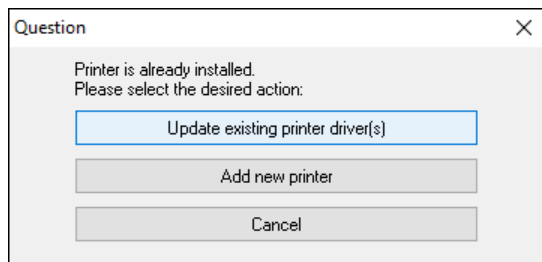 Question
Printer is already installed.
Please select the desired action:
Update existing printer driver(s)
Add new printer
Cancel